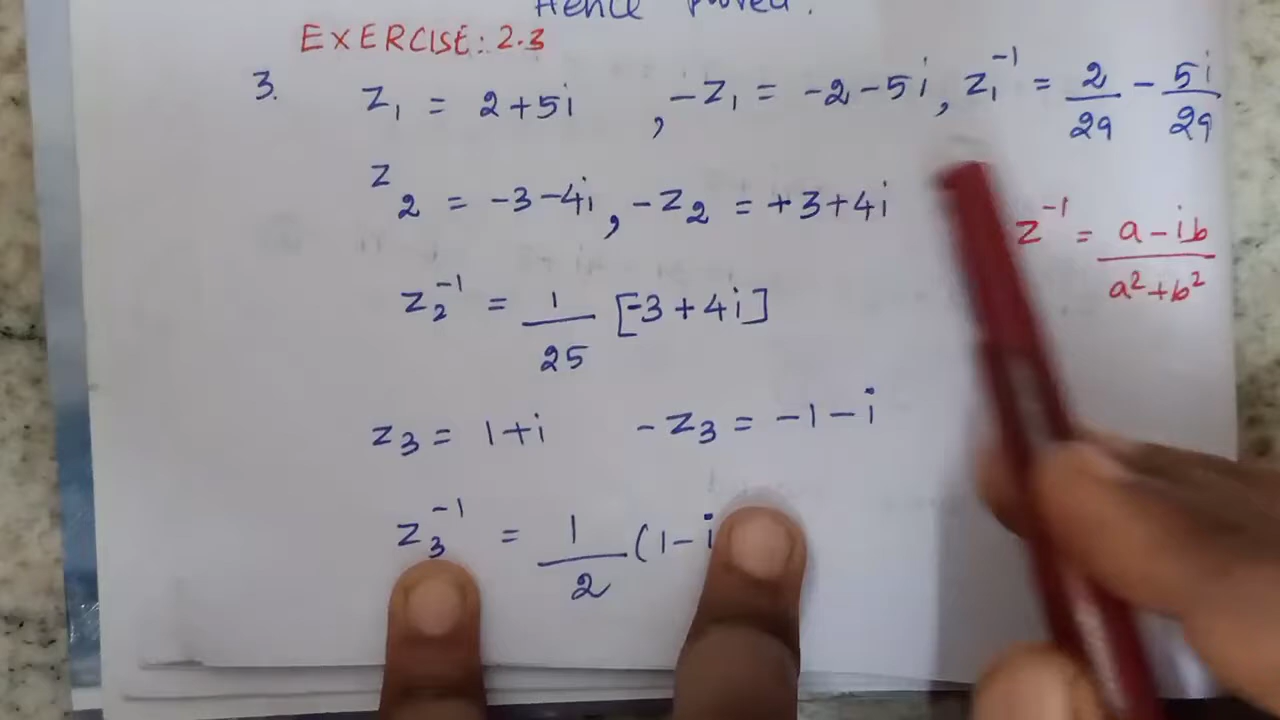 Hence proved.
EXERCISE: 2.3
3. z₁ = 2+5i , -z₁ = -2-5i, z₁⁻¹ = 2/29 - 5i/29
z₂ = -3-4i, -z₂ = +3+4i
z⁻¹ = a-ib/a²+b²
z₂⁻¹ = 1/25 [-3+4i]
z₃ = 1+i -z₃ = -1-i
z₃⁻¹ = 1/2 (1-i